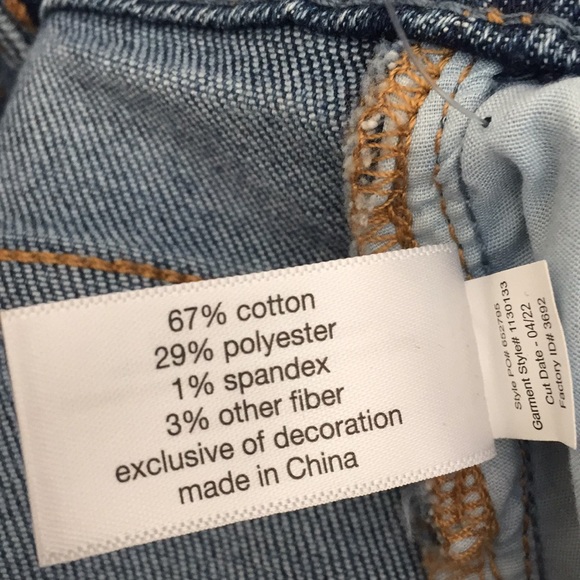 67% cotton
29% polyester
1% spandex
3% other fiber
exclusive of decoration
made in China
Style PO# 652795
Garment Style# 1130133
Cut Date - 04/22
Factory ID# 3692